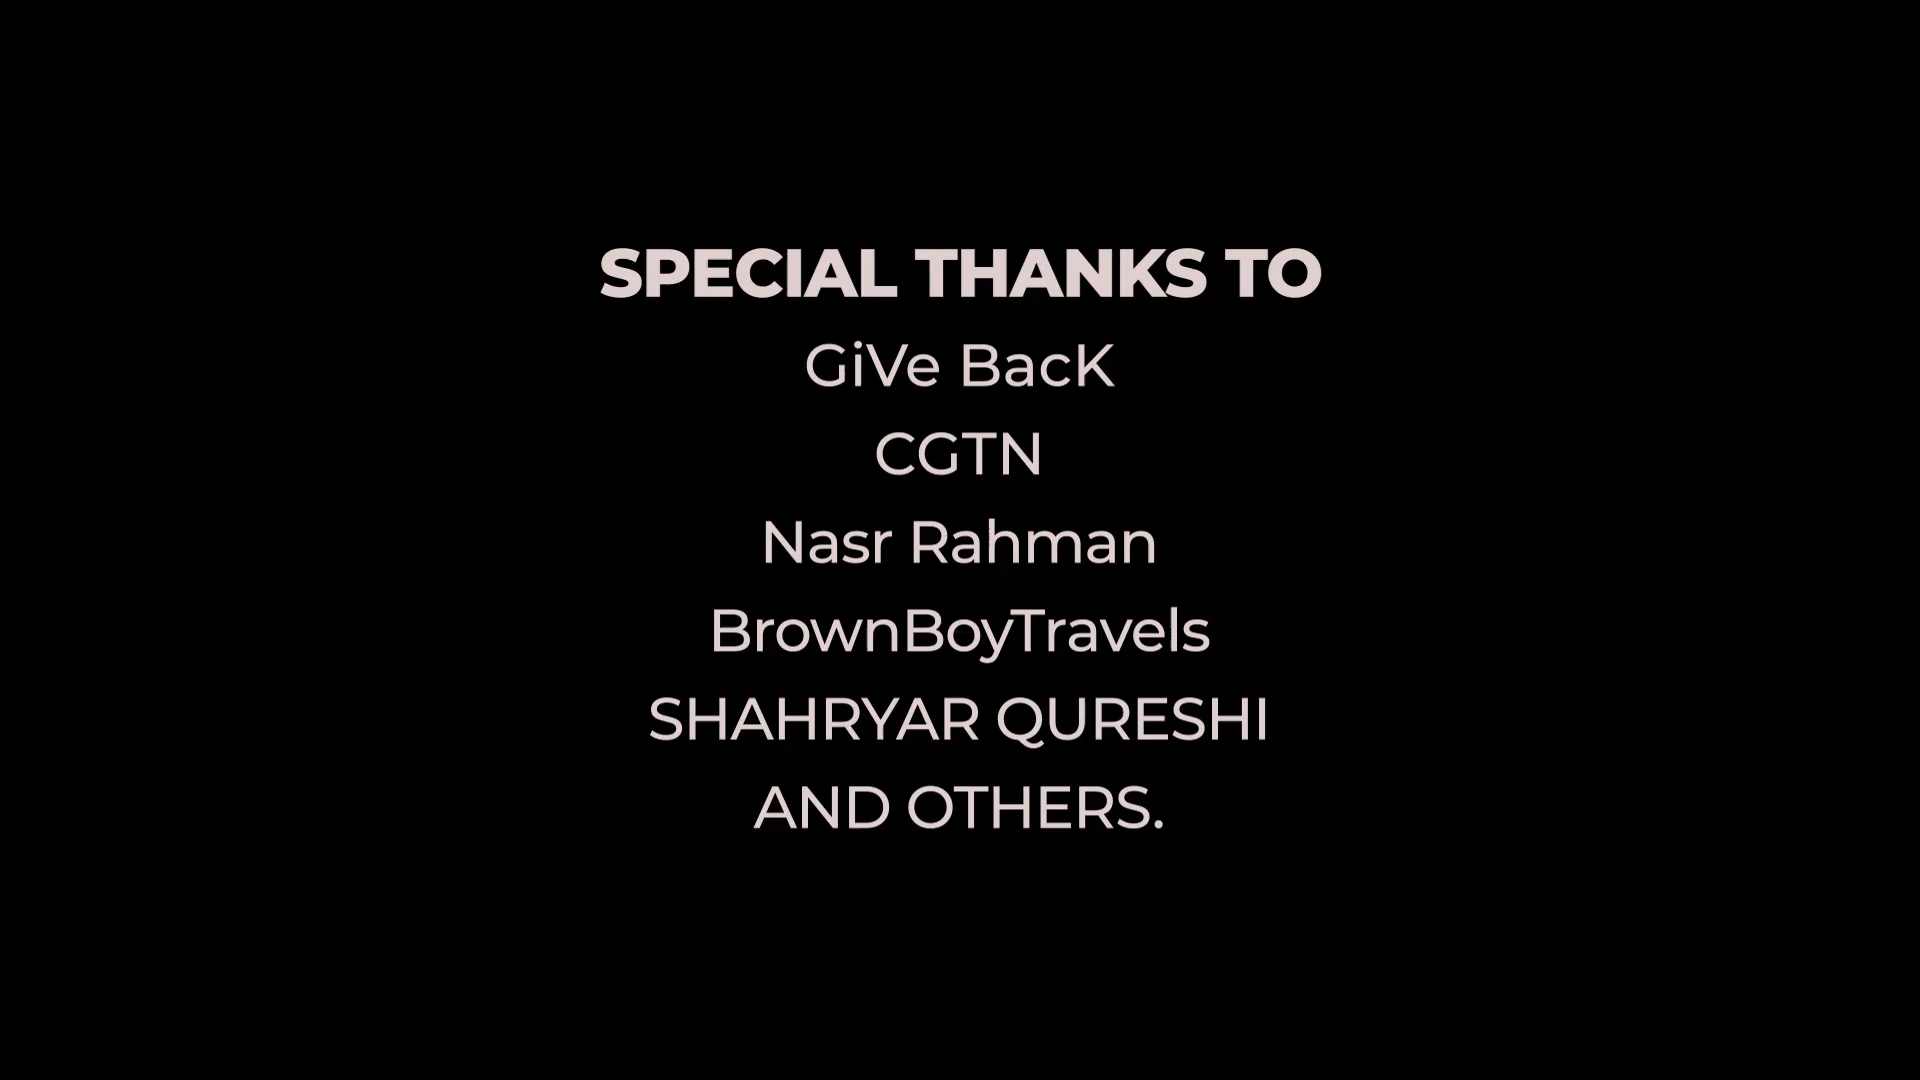 SPECIAL THANKS TO
GiVe BacK
CGTN
Nasr Rahman
BrownBoyTravels
SHAHRYAR QURESHI
AND OTHERS.